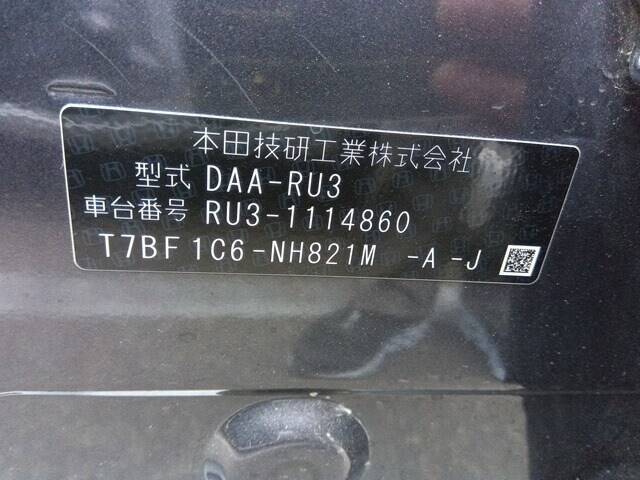 本田技研工業株式会社
型式 DAA-RU3
車台番号 RU3-1114860
T7BF1C6-NH821M -A -J